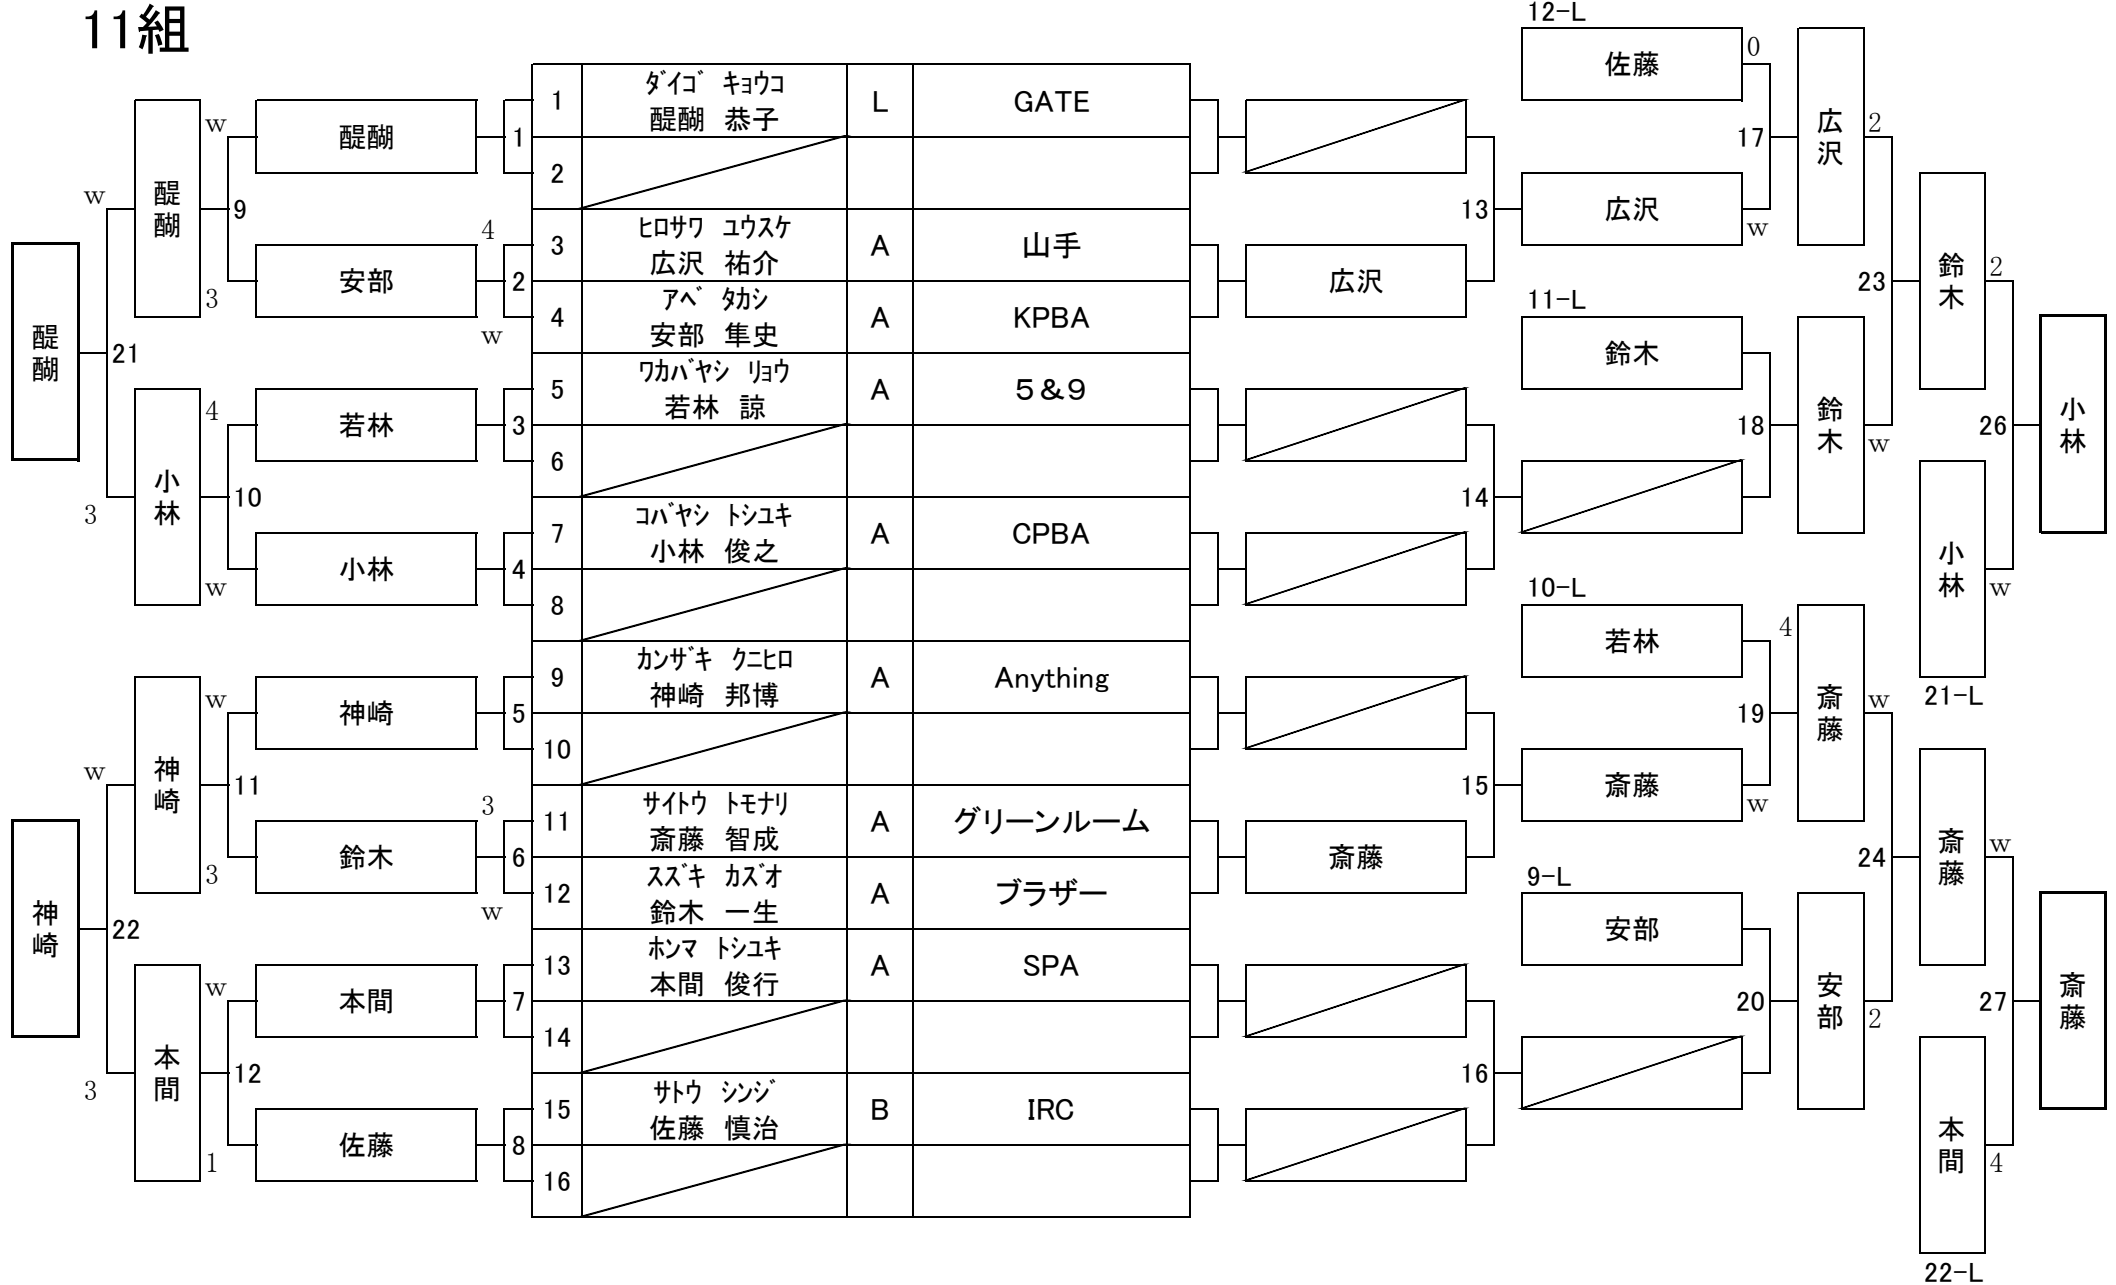 11組
12-L
佐藤
0
1
ﾀﾞｲｺﾞ ｷｮｳｺ
醍醐 恭子
L
GATE
w
醍醐
1
広沢
17
2
2
醍醐
w
9
13
広沢
w
4
3
ﾋﾛｻﾜ ﾕｳｽｹ
広沢 祐介
A
山手
安部
2
広沢
23
鈴木
2
3
4
ｱﾍﾞ ﾀｶｼ
安部 隼史
A
KPBA
11-L
w
醍醐
21
鈴木
5
ﾜｶﾊﾞﾔｼ ﾘｮｳ
若林 諒
A
5&9
4
若林
3
18
鈴木
w
26
小林
6
小林
3
10
14
7
ｺﾊﾞﾔｼ ﾄｼﾕｷ
小林 俊之
A
CPBA
小林
4
小林
w
w
8
10-L
若林
4
9
ｶﾝｻﾞｷ ｸﾆﾋﾛ
神崎 邦博
A
Anything
w
神崎
5
19
斎藤
w
21-L
10
神崎
w
11
15
斎藤
w
3
11
ｻｲﾄｳ ﾄﾓﾅﾘ
斎藤 智成
A
グリーンルーム
鈴木
6
斎藤
24
斎藤
w
3
12
ｽｽﾞｷ ｶｽﾞｵ
鈴木 一生
A
ブラザー
9-L
w
神崎
22
安部
13
ﾎﾝﾏ ﾄｼﾕｷ
本間 俊行
A
SPA
w
本間
7
20
安部
2
27
斎藤
14
本間
3
12
16
15
ｻﾄｳ ｼﾝｼﾞ
佐藤 慎治
B
IRC
佐藤
8
1
本間
4
16
22-L